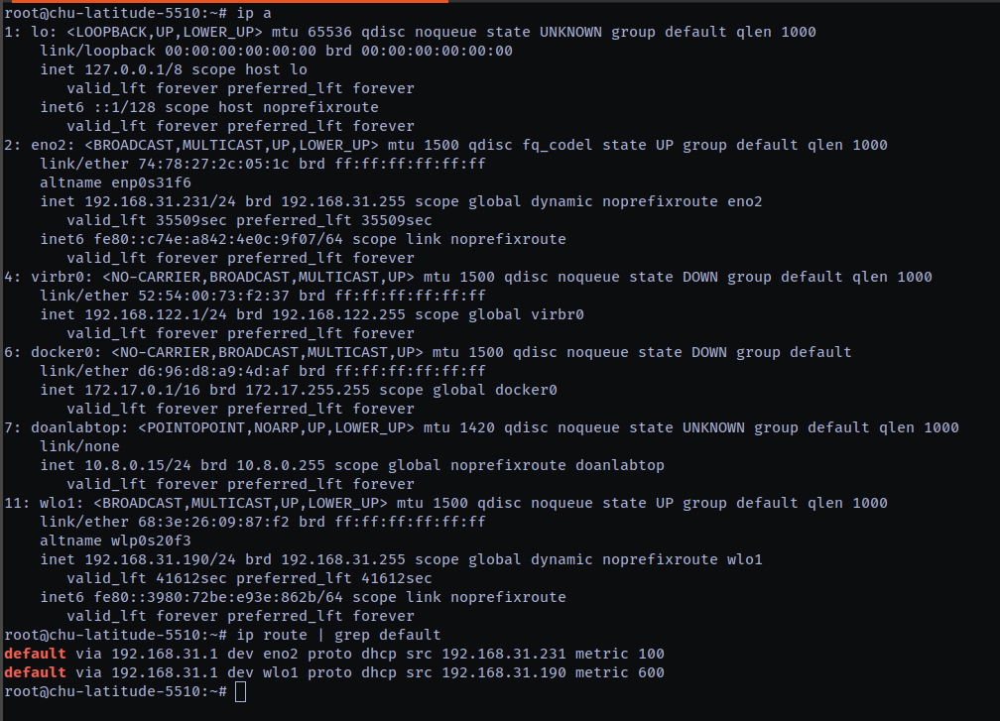 root@chu-latitude-5510:~# ip a
1: lo: <LOOPBACK,UP,LOWER_UP> mtu 65536 qdisc noqueue state UNKNOWN group default qlen 1000
    link/loopback 00:00:00:00:00:00 brd 00:00:00:00:00:00
    inet 127.0.0.1/8 scope host lo
       valid_lft forever preferred_lft forever
    inet6 ::1/128 scope host noprefixroute
       valid_lft forever preferred_lft forever
2: eno2: <BROADCAST,MULTICAST,UP,LOWER_UP> mtu 1500 qdisc fq_codel state UP group default qlen 1000
    link/ether 74:78:27:2c:05:1c brd ff:ff:ff:ff:ff:ff
    altname enp0s31f6
    inet 192.168.31.231/24 brd 192.168.31.255 scope global dynamic noprefixroute eno2
       valid_lft 35509sec preferred_lft 35509sec
    inet6 fe80::c74e:a842:4e0c:9f07/64 scope link noprefixroute
       valid_lft forever preferred_lft forever
4: virbr0: <NO-CARRIER,BROADCAST,MULTICAST,UP> mtu 1500 qdisc noqueue state DOWN group default qlen 1000
    link/ether 52:54:00:73:f2:37 brd ff:ff:ff:ff:ff:ff
    inet 192.168.122.1/24 brd 192.168.122.255 scope global virbr0
       valid_lft forever preferred_lft forever
6: docker0: <NO-CARRIER,BROADCAST,MULTICAST,UP> mtu 1500 qdisc noqueue state DOWN group default
    link/ether d6:96:d8:a9:4d:af brd ff:ff:ff:ff:ff:ff
    inet 172.17.0.1/16 brd 172.17.255.255 scope global docker0
       valid_lft forever preferred_lft forever
7: doanlabtop: <POINTOPOINT,NOARP,UP,LOWER_UP> mtu 1420 qdisc noqueue state UNKNOWN group default qlen 1000
    link/none
    inet 10.8.0.15/24 brd 10.8.0.255 scope global noprefixroute doanlabtop
       valid_lft forever preferred_lft forever
11: wlo1: <BROADCAST,MULTICAST,UP,LOWER_UP> mtu 1500 qdisc noqueue state UP group default qlen 1000
    link/ether 68:3e:26:09:87:f2 brd ff:ff:ff:ff:ff:ff
    altname wlp0s20f3
    inet 192.168.31.190/24 brd 192.168.31.255 scope global dynamic noprefixroute wlo1
       valid_lft 41612sec preferred_lft 41612sec
    inet6 fe80::3980:72be:e93e:862b/64 scope link noprefixroute
       valid_lft forever preferred_lft forever
root@chu-latitude-5510:~# ip route | grep default
default via 192.168.31.1 dev eno2 proto dhcp src 192.168.31.231 metric 100
default via 192.168.31.1 dev wlo1 proto dhcp src 192.168.31.190 metric 600
root@chu-latitude-5510:~#